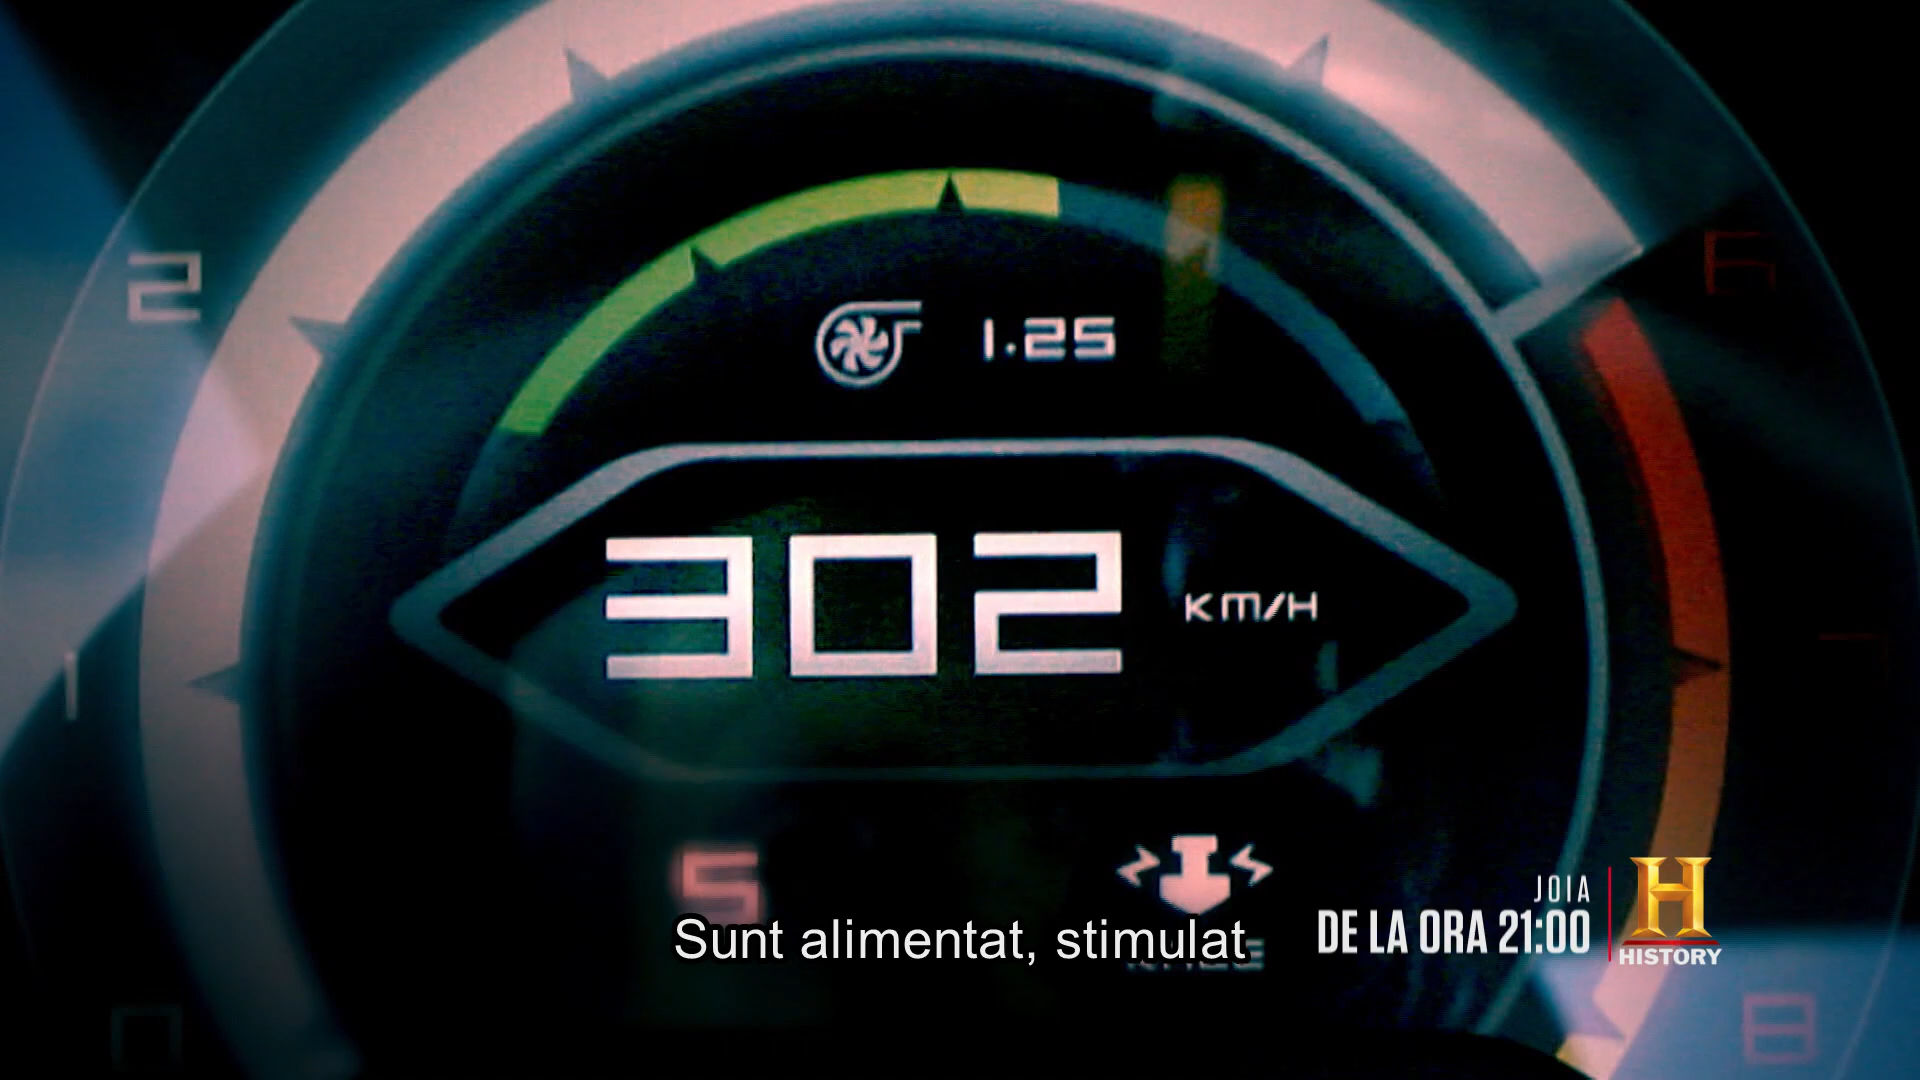 2
6
1.25
302 KM/H
1
5
JOIA
DE LA ORA 21:00
H
HISTORY
Sunt alimentat, stimulat
8